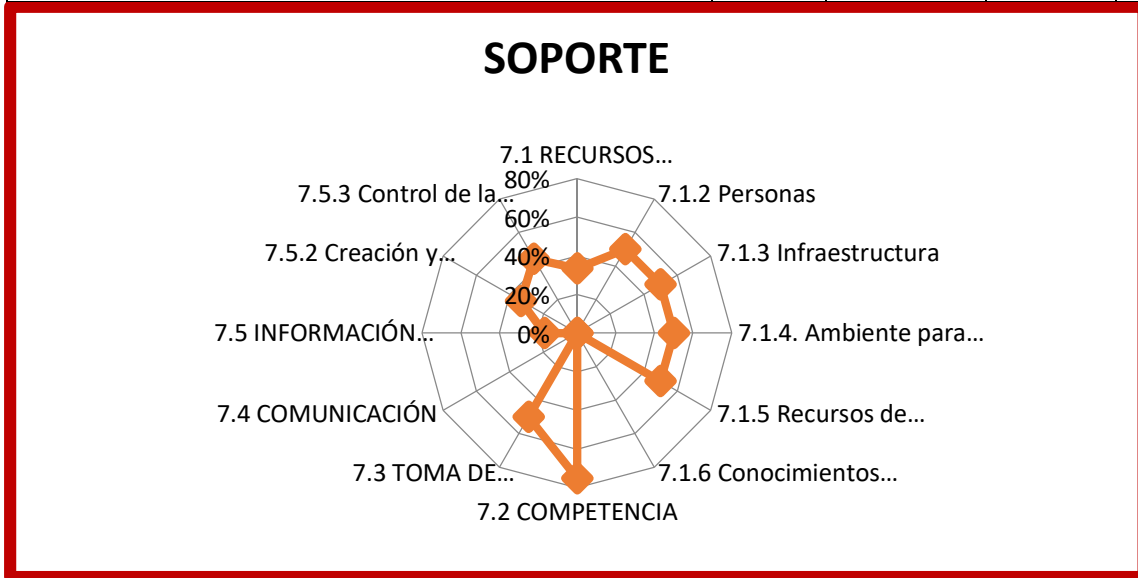 SOPORTE
7.1 RECURSOS...
80%
7.5.3 Control de la...
7.1.2 Personas
60%
7.5.2 Creación y...
40%
7.1.3 Infraestructura
20%
7.5 INFORMACIÓN...
0%
7.1.4. Ambiente para...
7.4 COMUNICACIÓN
7.1.5 Recursos de...
7.3 TOMA DE...
7.1.6 Conocimientos...
7.2 COMPETENCIA